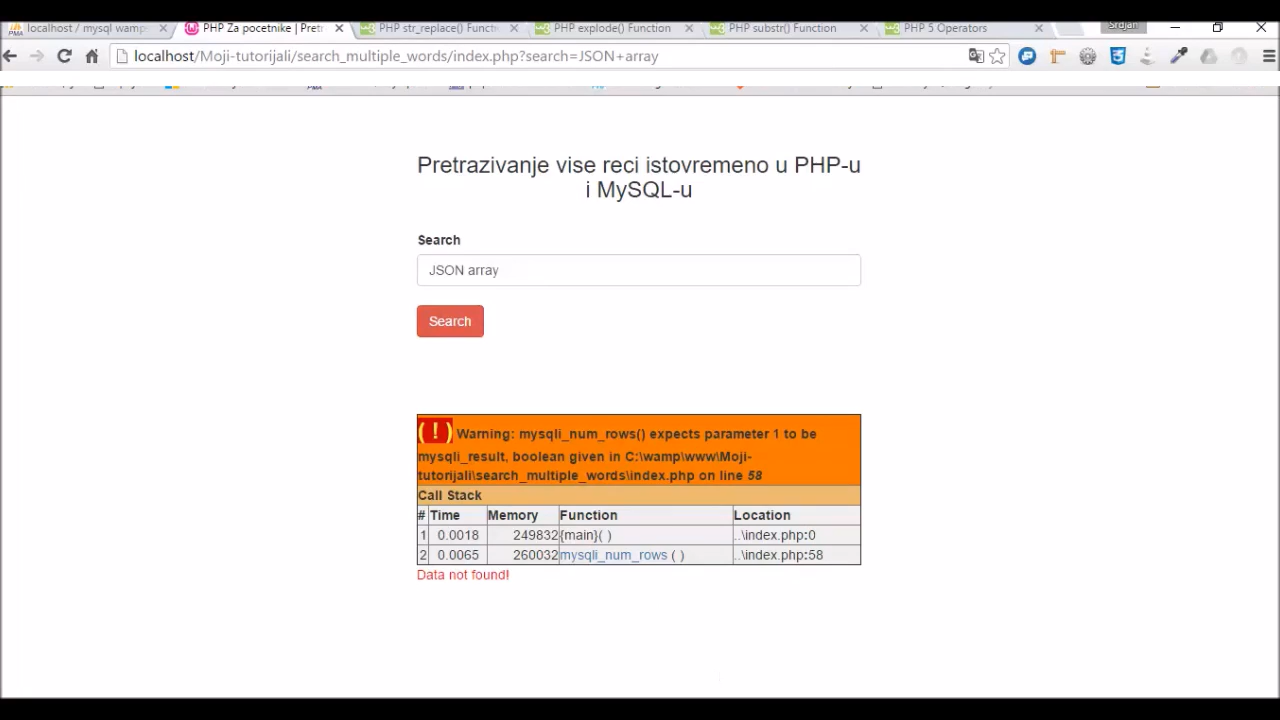 localhost / mysql wamp
PHP Za pocetnike | Pretr
PHP str_replace() Functi
PHP explode() Function
PHP substr() Function
PHP 5 Operators
Srdjan
localhost/Moji-tutorijali/search_multiple_words/index.php?search=JSON+array
Pretrazivanje vise reci istovremeno u PHP-u
i MySQL-u
Search
JSON array
Search
( ! ) Warning: mysqli_num_rows() expects parameter 1 to be
mysqli_result, boolean given in C:\wamp\www\Moji-
tutorijali\search_multiple_words\index.php on line 58
Call Stack
# Time Memory Function Location
1 0.0018 249832 {main}( ) ..\index.php:0
2 0.0065 260032 mysqli_num_rows ( ) ..\index.php:58
Data not found!